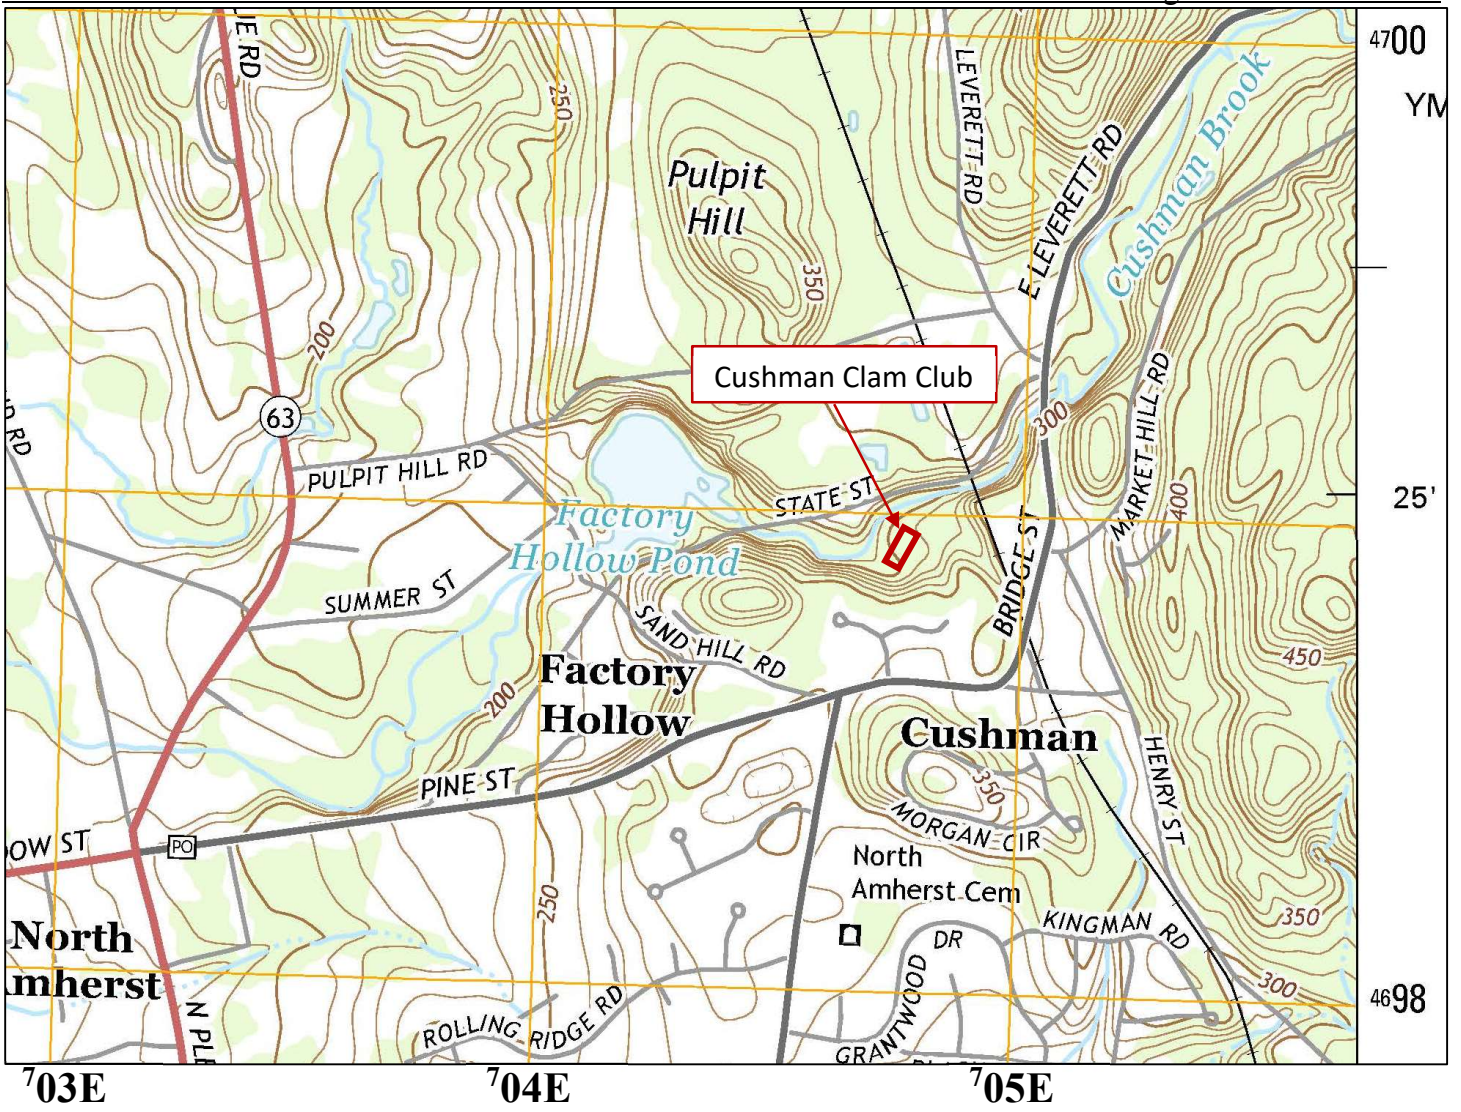 4700
YM
250
LEVERETT RD
E LEVERETT RD
Cushman Brook
Pulpit
Hill
350
200
Cushman Clam Club
63
300
MARKET HILL RD
RD
PULPIT HILL RD
STATE ST
400
25'
Factory
Hollow Pond
SUMMER ST
BRIDGE ST
SAND HILL RD
450
Factory
Hollow
200
Cushman
HENRY ST
PINE ST
350
MORGAN CIR
OW ST
PO
North
Amherst Cem
250
KINGMAN RD
350
North
mherst
DR
GRANTWOOD
300
4698
N PLE
ROLLING RIDGE RD
GRANTWOOD
703E
704E
705E